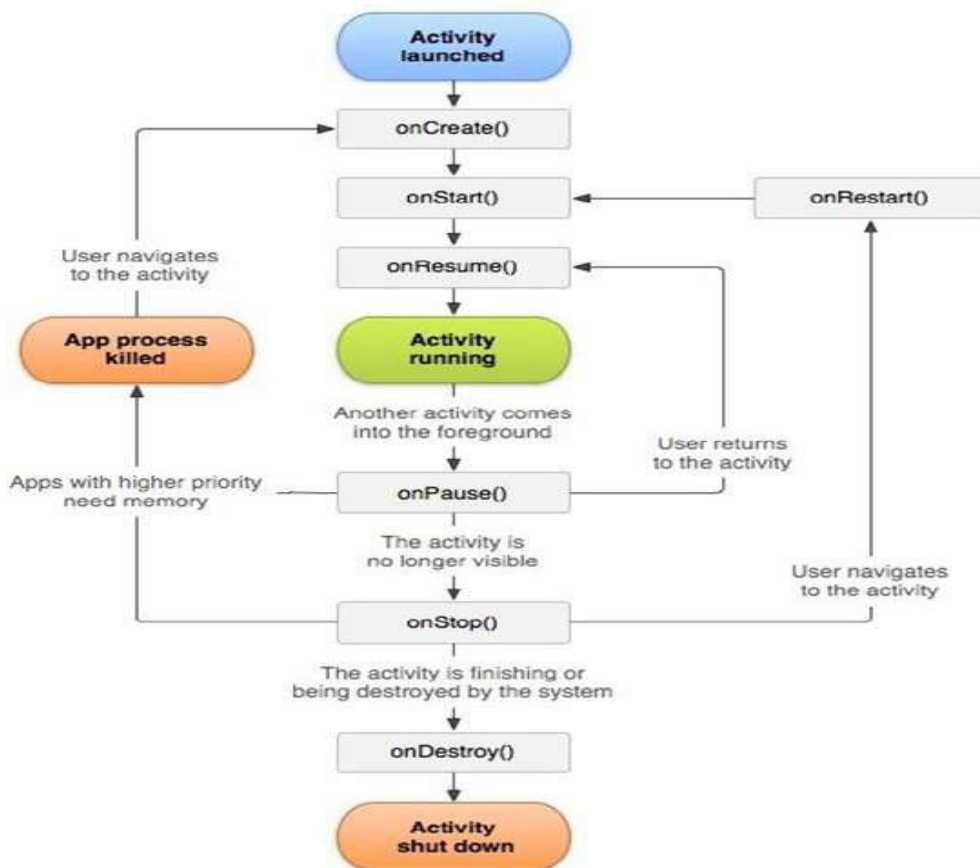 Activity
launched
onCreate()
onStart()
onRestart()
User navigates
to the activity
onResume()
App process
killed
Activity
running
Another activity comes
into the foreground
User returns
to the activity
Apps with higher priority
need memory
onPause()
The activity is
no longer visible
User navigates
to the activity
onStop()
The activity is finishing or
being destroyed by the system
onDestroy()
Activity
shut down